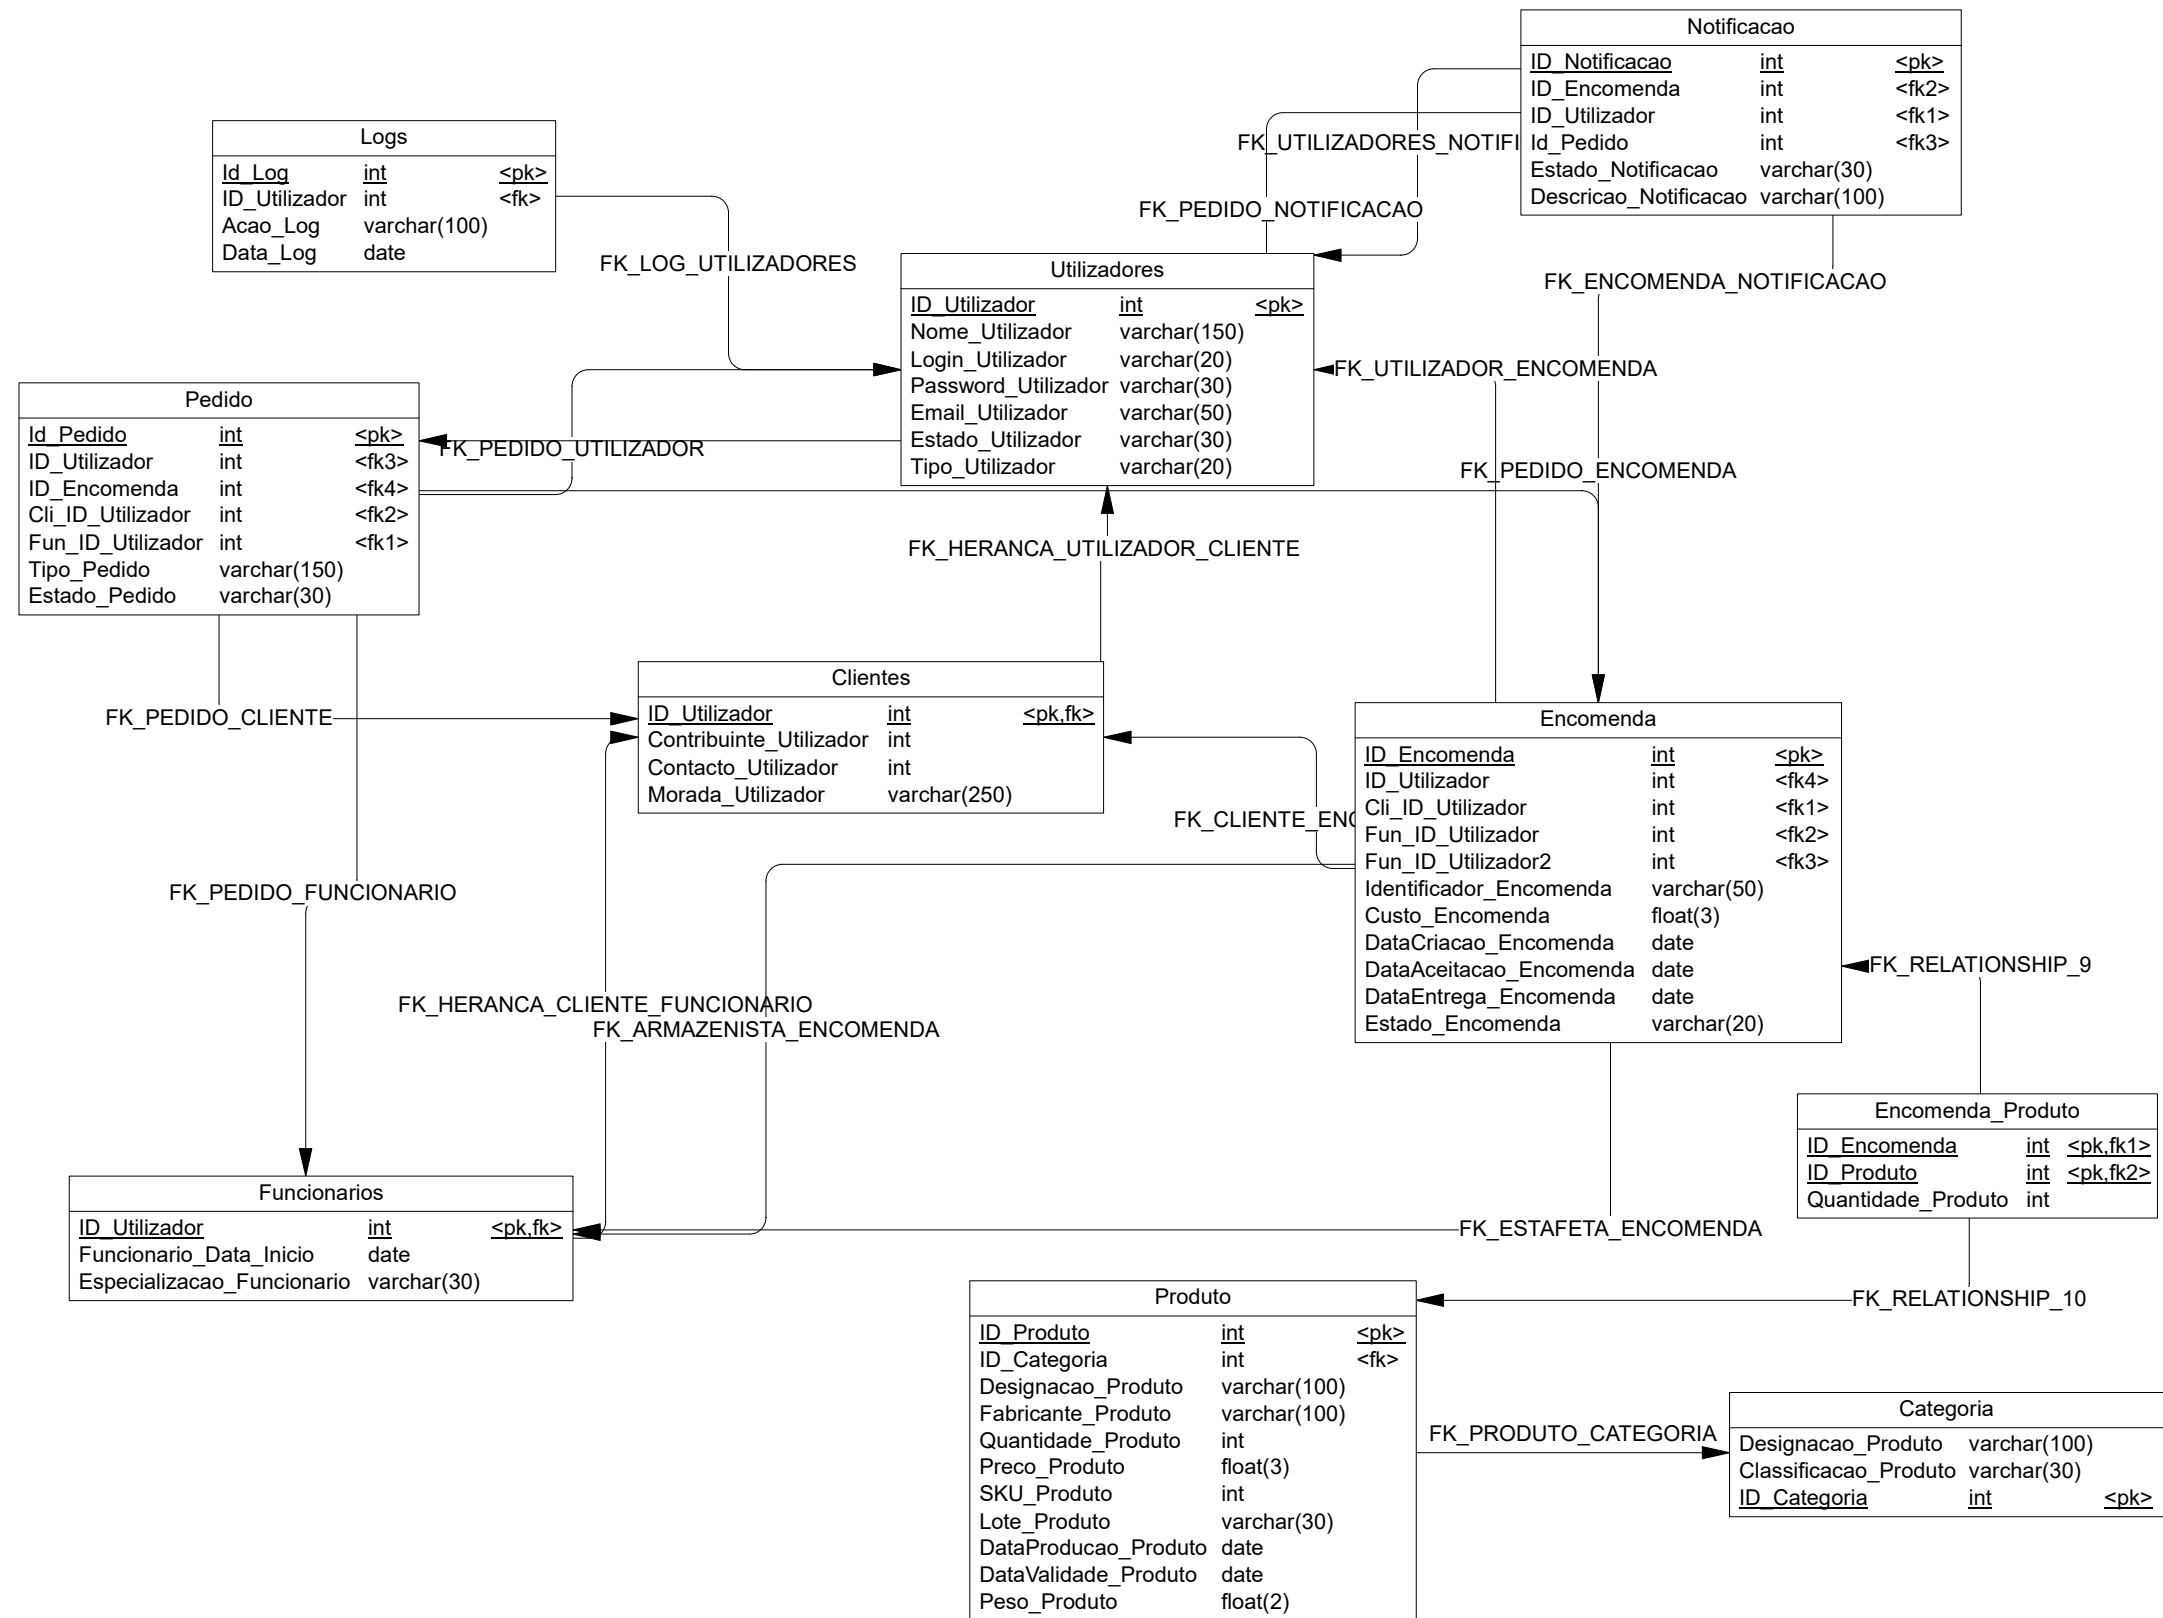 Notificacao
ID_Notificacao int <pk>
ID_Encomenda int <fk2>
ID_Utilizador int <fk1>
Id_Pedido int <fk3>
Estado_Notificacao varchar(30)
Descricao_Notificacao varchar(100)
Logs
Id_Log int <pk>
ID_Utilizador int <fk>
Acao_Log varchar(100)
Data_Log date
FK_UTILIZADORES_NOTIFI
FK_PEDIDO_NOTIFICACAO
FK_LOG_UTILIZADORES
FK_ENCOMENDA_NOTIFICACAO
Utilizadores
ID_Utilizador int <pk>
Nome_Utilizador varchar(150)
Login_Utilizador varchar(20)
Password_Utilizador varchar(30)
Email_Utilizador varchar(50)
Estado_Utilizador varchar(30)
Tipo_Utilizador varchar(20)
FK_UTILIZADOR_ENCOMENDA
Pedido
Id_Pedido int <pk>
ID_Utilizador int <fk3>
ID_Encomenda int <fk4>
Cli_ID_Utilizador int <fk2>
Fun_ID_Utilizador int <fk1>
Tipo_Pedido varchar(150)
Estado_Pedido varchar(30)
FK_PEDIDO_UTILIZADOR
FK_PEDIDO_ENCOMENDA
FK_HERANCA_UTILIZADOR_CLIENTE
Clientes
ID_Utilizador int <pk,fk>
Contribuinte_Utilizador int
Contacto_Utilizador int
Morada_Utilizador varchar(250)
FK_PEDIDO_CLIENTE
Encomenda
ID_Encomenda int <pk>
ID_Utilizador int <fk4>
Cli_ID_Utilizador int <fk1>
Fun_ID_Utilizador int <fk2>
Fun_ID_Utilizador2 int <fk3>
Identificador_Encomenda varchar(50)
Custo_Encomenda float(3)
DataCriacao_Encomenda date
DataAceitacao_Encomenda date
DataEntrega_Encomenda date
Estado_Encomenda varchar(20)
FK_CLIENTE_ENC
FK_PEDIDO_FUNCIONARIO
FK_RELATIONSHIP_9
FK_HERANCA_CLIENTE_FUNCIONARIO
FK_ARMAZENISTA_ENCOMENDA
Encomenda_Produto
ID_Encomenda int <pk,fk1>
ID_Produto int <pk,fk2>
Quantidade_Produto int
Funcionarios
ID_Utilizador int <pk,fk>
Funcionario_Data_Inicio date
Especializacao_Funcionario varchar(30)
FK_ESTAFETA_ENCOMENDA
FK_RELATIONSHIP_10
Produto
ID_Produto int <pk>
ID_Categoria int <fk>
Designacao_Produto varchar(100)
Fabricante_Produto varchar(100)
Quantidade_Produto int
Preco_Produto float(3)
SKU_Produto int
Lote_Produto varchar(30)
DataProducao_Produto date
DataValidade_Produto date
Peso_Produto float(2)
FK_PRODUTO_CATEGORIA
Categoria
Designacao_Produto varchar(100)
Classificacao_Produto varchar(30)
ID_Categoria int <pk>